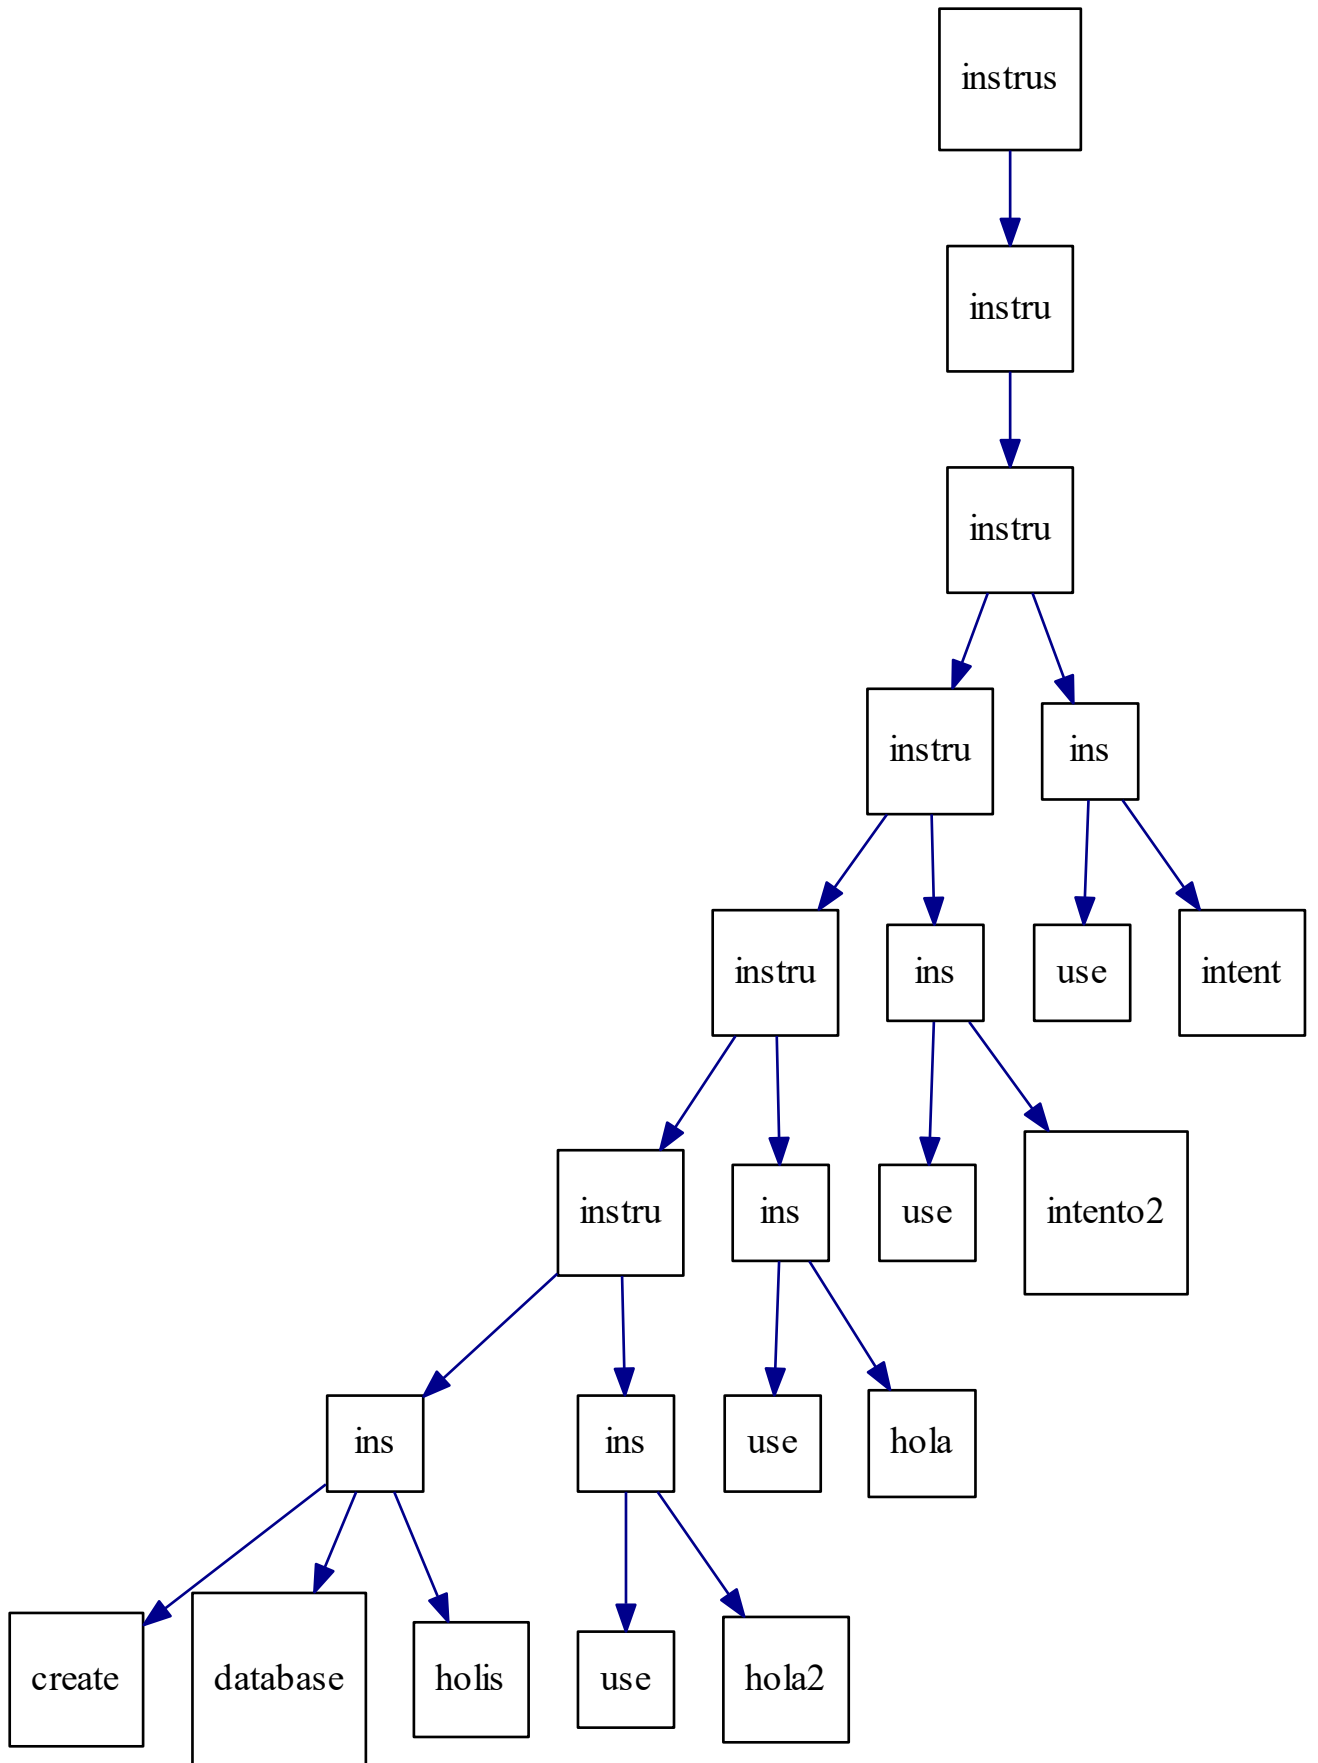 instrus
instru
instru
instru
ins
instru
ins
use
intent
instru
ins
use
intento2
ins
ins
use
hola
create
database
holis
use
hola2